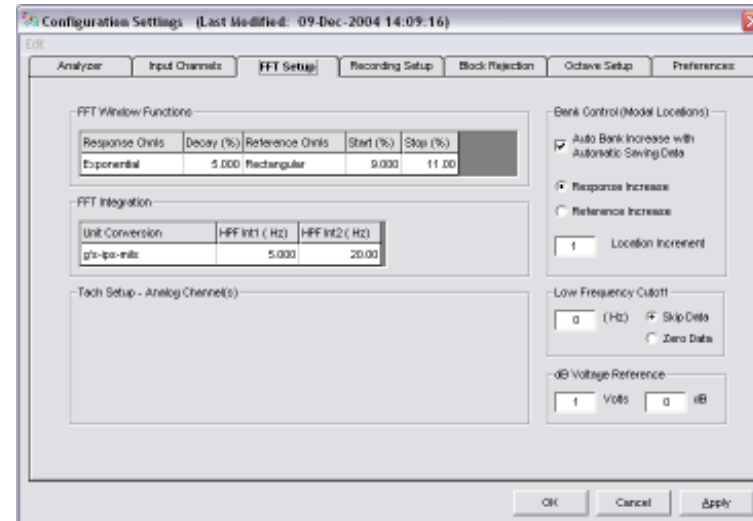 Configuration Settings (Last Modified: 09-Dec-2004 14:09:16)
Edit
Analyzer Input Channels FFT Setup Recording Setup Block Rejection Octave Setup Preferences
FFT Window Functions
Response Chnls Decay (%) Reference Chnls Start (%) Stop (%)
Exponential 5.000 Rectangular 9.000 11.00
FFT Integration
Unit Conversion HPF Int1 ( Hz) HPF Int2 ( Hz)
g's-ips-mils 5.000 20.00
Tach Setup - Analog Channel(s)
Bank Control (Modal Locations)
Auto Bank Increase with
Automatic Saving Data
Response Increase
Reference Increase
1 Location Increment
Low Frequency Cutoff
0 (Hz) Skip Data
Zero Data
dB Voltage Reference
1 Volts 0 dB
OK Cancel Apply